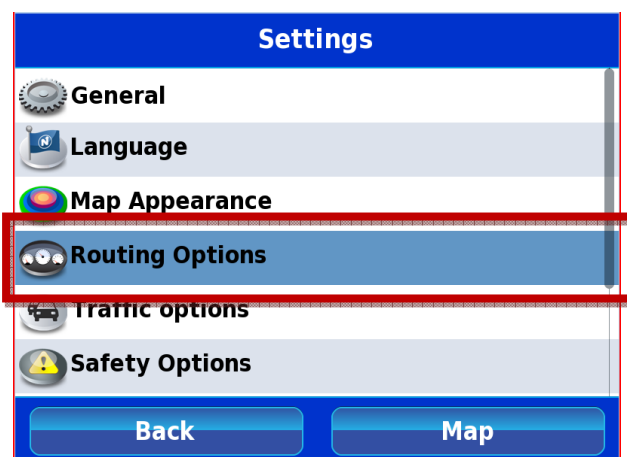 Settings
General
Language
Map Appearance
Routing Options
Traffic options
Safety Options
Back
Map